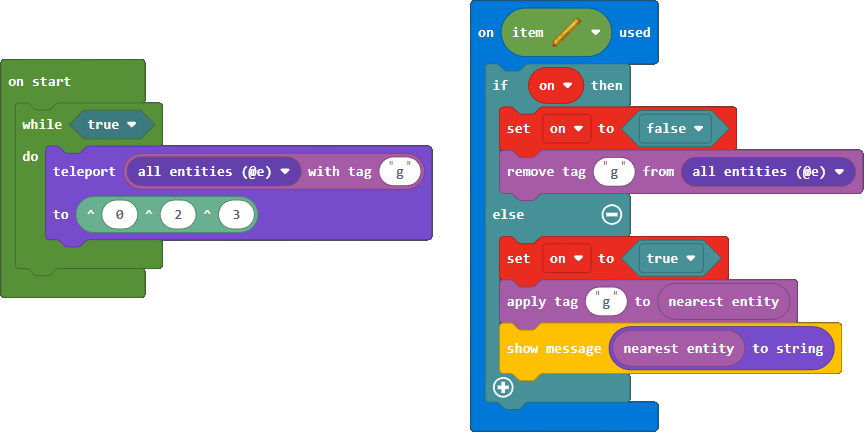 on start
while true
do
teleport all entities (@e) with tag "g"
to ^ 0 ^ 2 ^ 3
on item used
if on then
set on to false
remove tag "g" from all entities (@e)
else
set on to true
apply tag "g" to nearest entity
show message nearest entity to string